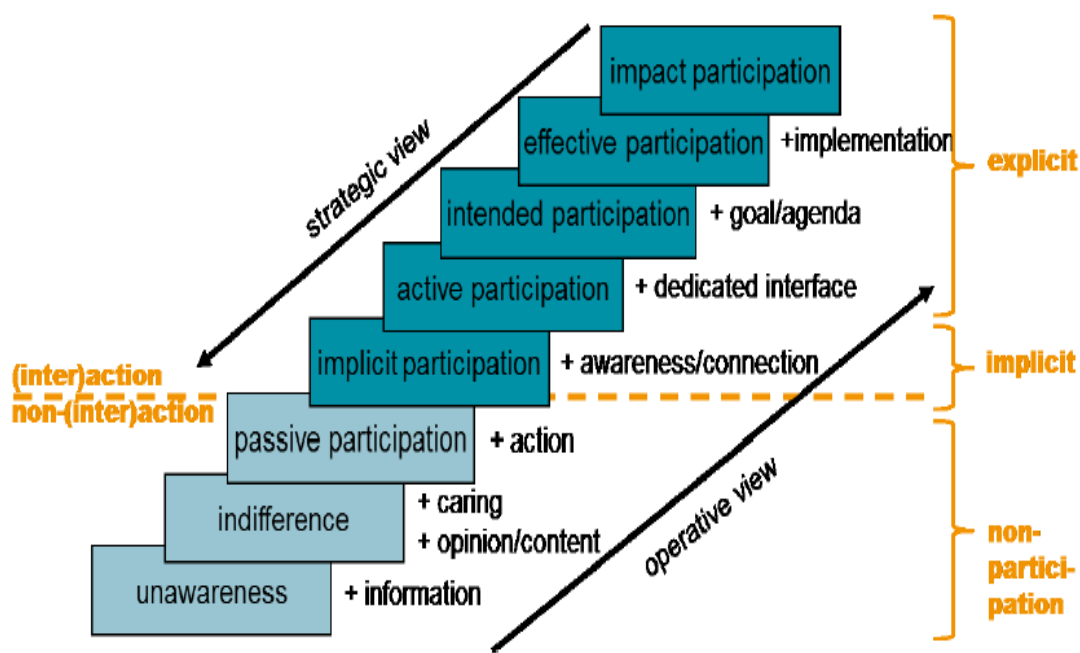 impact participation
effective participation
+implementation
explicit
strategic view
intended participation
+ goal/agenda
active participation
+ dedicated interface
implicit participation
+ awareness/connection
implicit
(inter)action
non-(inter)action
passive participation
+ action
operative view
indifference
+ caring
+ opinion/content
non-
partici-
pation
unawareness
+ information